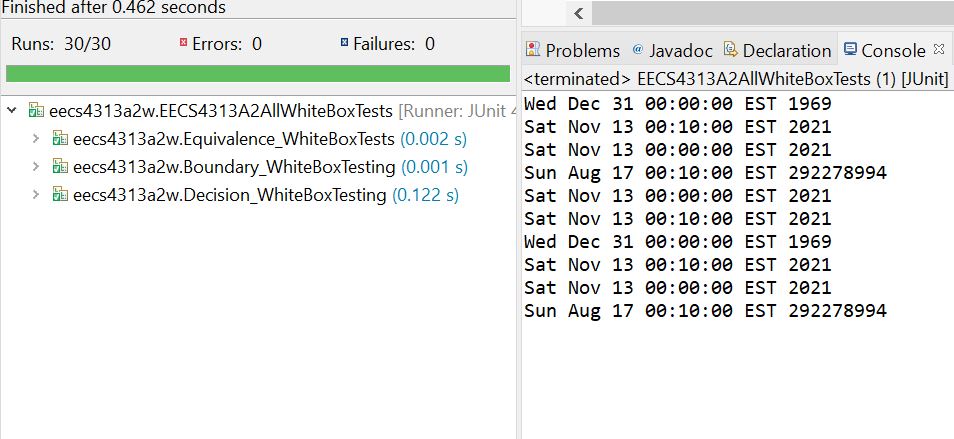 Finished after 0.462 seconds
Runs: 30/30 Errors: 0 Failures: 0
eecs4313a2w.EECS4313A2AllWhiteBoxTests [Runner: JUnit 4
eecs4313a2w.Equivalence_WhiteBoxTests (0.002 s)
eecs4313a2w.Boundary_WhiteBoxTesting (0.001 s)
eecs4313a2w.Decision_WhiteBoxTesting (0.122 s)
Problems @ Javadoc Declaration Console
<terminated> EECS4313A2AllWhiteBoxTests (1) [JUnit]
Wed Dec 31 00:00:00 EST 1969
Sat Nov 13 00:10:00 EST 2021
Sat Nov 13 00:00:00 EST 2021
Sun Aug 17 00:10:00 EST 292278994
Sat Nov 13 00:00:00 EST 2021
Sat Nov 13 00:10:00 EST 2021
Wed Dec 31 00:00:00 EST 1969
Sat Nov 13 00:10:00 EST 2021
Sat Nov 13 00:00:00 EST 2021
Sun Aug 17 00:10:00 EST 292278994